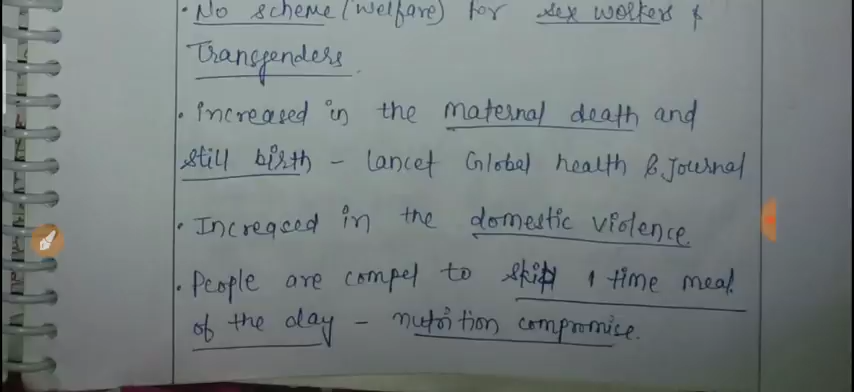 • No scheme (welfare) for sex workers &
Transgenders.
• increased in the maternal death and
still birth – lancet Global health & Journal
• Increased in the domestic violence
• People are compel to skip 1 time meal
of the day – nutrition compromise.